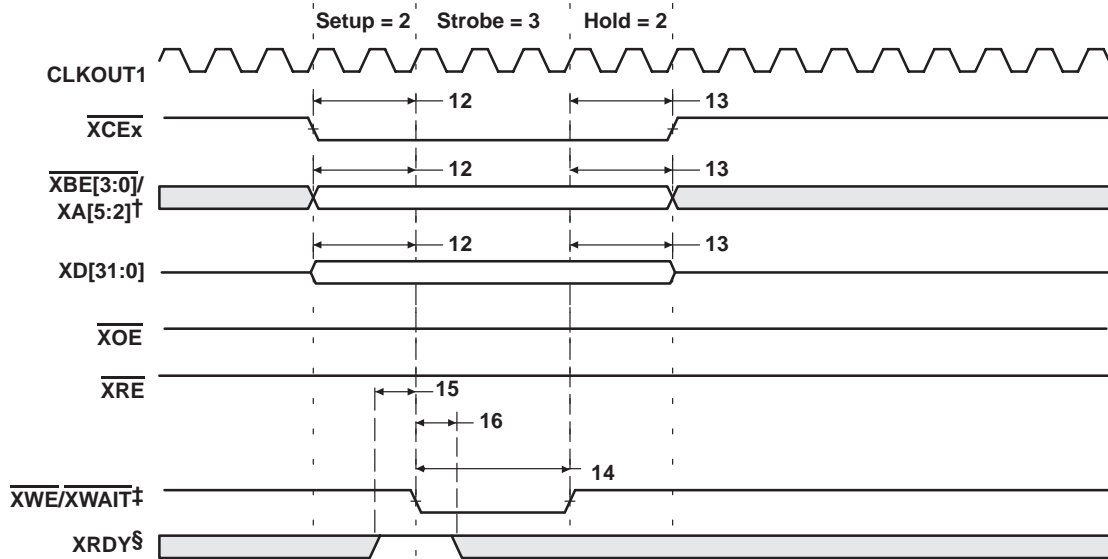 Setup = 2 Strobe = 3 Hold = 2
CLKOUT1
12 13
XCEx
12 13
XBE[3:0]/
XA[5:2]†
12 13
XD[31:0]
XOE
XRE
15
16
14
XWE/XWAIT‡
XRDY§